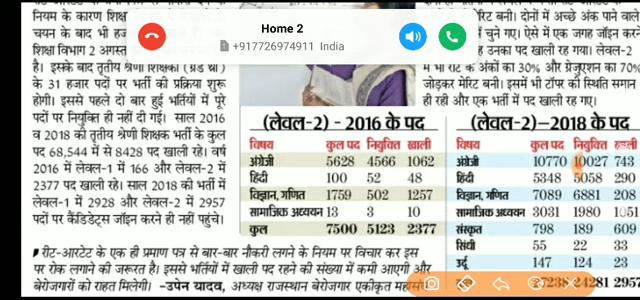 नियम के कारण शिक्ष
चयन के बाद भी हज
शिक्षा विभाग 2 अगस्त
है। इसके बाद तृतीय श्रेणी शिक्षकों (ग्रेड थ्री)
के 31 हजार पदों पर भर्ती की प्रक्रिया शुरू
होगी। इससे पहले दो बार हुई भर्तियों में पूरे
पदों पर नियुक्ति ही नहीं दी गई। साल 2016
व 2018 की तृतीय श्रेणी शिक्षक भर्ती के कुल
पद 68,544 में से 8428 पद खाली रहे। वर्ष
2016 में लेवल-1 में 166 और लेवल-2 में
2377 पद खाली रहे। साल 2018 की भर्ती में
लेवल-1 में 2928 और लेवल-2 में 2957
पदों पर कैंडिडेट्स जॉइन करने ही नहीं पहुंचे।
Home 2
+917726974911 India
मेरिट बनी। दोनों में अच्छे अंक पाने वाले
चुने गए। ऐसे में एक जगह जॉइन करने
उनका पद खाली रह गया। लेवल-2
में भी रीट के अंकों का 30% और ग्रेजुएशन का 70%
जोड़कर मेरिट बनी। इसमें भी टॉपर की स्थिति समान
ही रही और एक भर्ती में पद खाली रह गए।
(लेवल-2) - 2016 के पद
विषय कुल पद नियुक्ति खाली
अंग्रेजी 5628 4566 1062
हिंदी 100 52 48
विज्ञान, गणित 1759 502 1257
सामाजिक अध्ययन 13 3 10
कुल 7500 5123 2377
(लेवल-2)–2018 के पद
विषय कुल पद नियुक्ति खाली
अंग्रेजी 10770 10027 743
हिंदी 5348 5058 290
विज्ञान, गणित 7089 6881 208
सामाजिक अध्ययन 3031 1980 1051
संस्कृत 798 189 609
सिंधी 55 22 33
उर्दू 147 124 23
27238 24281 2957
रीट-आरटेट के एक ही प्रमाण पत्र से बार-बार नौकरी लगने के नियम पर विचार कर इस
पर रोक लगाने की जरूरत है। इससे भर्तियों में खाली पद रहने की संख्या में कमी आएगी और
बेरोजगारों को राहत मिलेगी। -उपेन यादव, अध्यक्ष राजस्थान बेरोजगार एकीकृत महासंघ